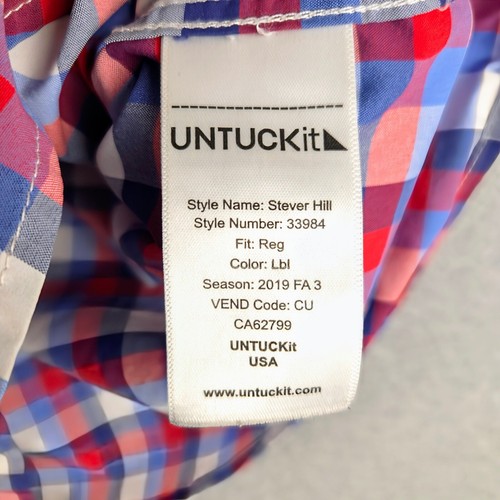 UNTUCKit
Style Name: Stever Hill
Style Number: 33984
Fit: Reg
Color: Lbl
Season: 2019 FA 3
VEND Code: CU
CA62799
UNTUCKit
USA
www.untuckit.com